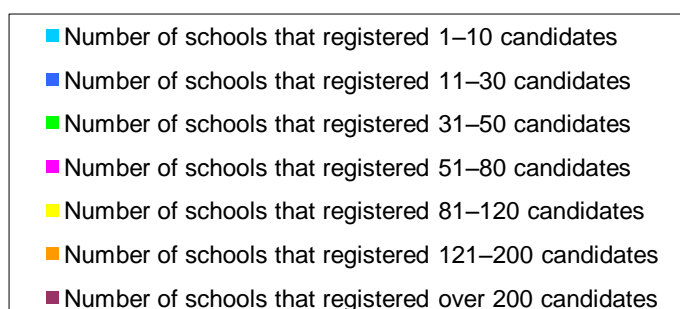 Number of schools that registered 1–10 candidates
Number of schools that registered 11–30 candidates
Number of schools that registered 31–50 candidates
Number of schools that registered 51–80 candidates
Number of schools that registered 81–120 candidates
Number of schools that registered 121–200 candidates
Number of schools that registered over 200 candidates